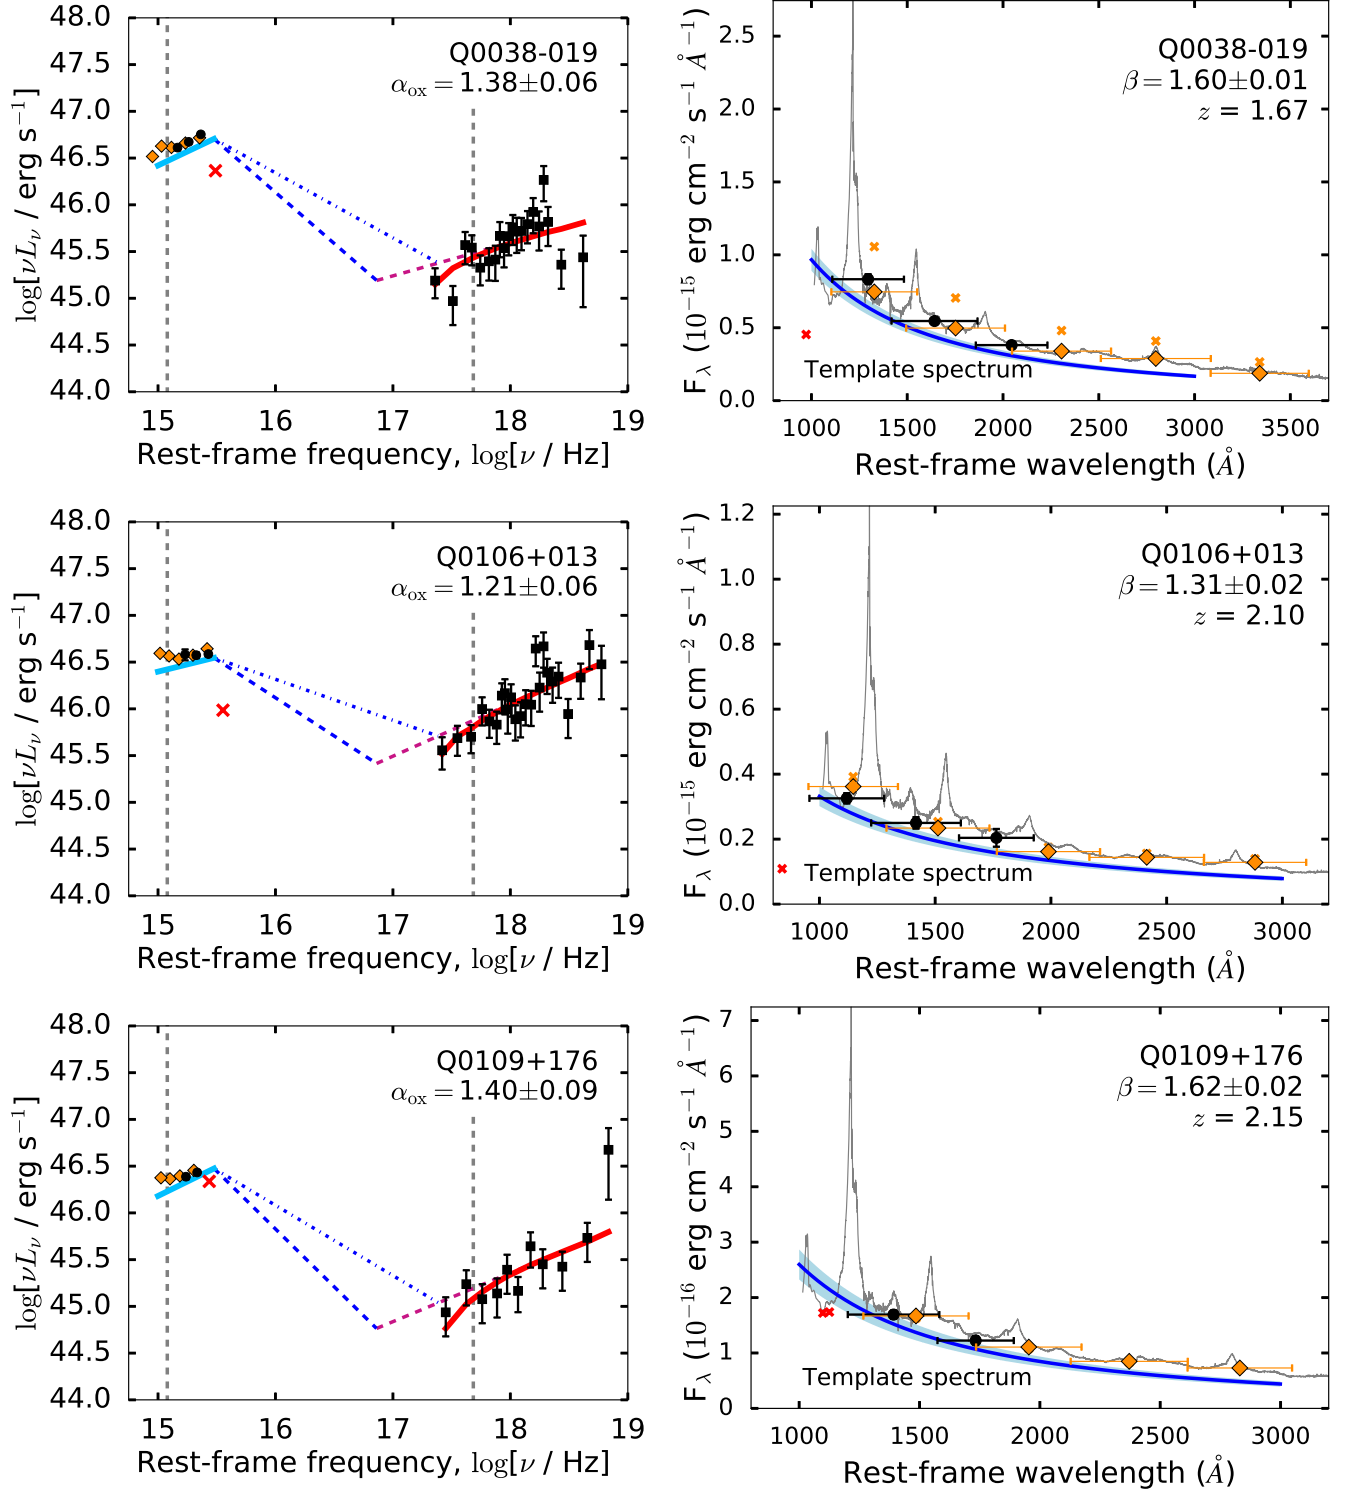 48.0
47.5
47.0
46.5
46.0
45.5
45.0
44.5
44.0
log[νLν / erg s−1]
Q0038-019
αox = 1.38±0.06
15 16 17 18 19
Rest-frame frequency, log[ν / Hz]
2.5
2.0
1.5
1.0
0.5
0.0
Fλ (10−15 erg cm−2 s−1 Å−1)
Q0038-019
β = 1.60±0.01
z = 1.67
Template spectrum
1000 1500 2000 2500 3000 3500
Rest-frame wavelength (Å)
48.0
47.5
47.0
46.5
46.0
45.5
45.0
44.5
44.0
log[νLν / erg s−1]
Q0106+013
αox = 1.21±0.06
15 16 17 18 19
Rest-frame frequency, log[ν / Hz]
1.2
1.0
0.8
0.6
0.4
0.2
0.0
Fλ (10−15 erg cm−2 s−1 Å−1)
Q0106+013
β = 1.31±0.02
z = 2.10
Template spectrum
1000 1500 2000 2500 3000
Rest-frame wavelength (Å)
48.0
47.5
47.0
46.5
46.0
45.5
45.0
44.5
44.0
log[νLν / erg s−1]
Q0109+176
αox = 1.40±0.09
15 16 17 18 19
Rest-frame frequency, log[ν / Hz]
7
6
5
4
3
2
1
0
Fλ (10−16 erg cm−2 s−1 Å−1)
Q0109+176
β = 1.62±0.02
z = 2.15
Template spectrum
1000 1500 2000 2500 3000
Rest-frame wavelength (Å)